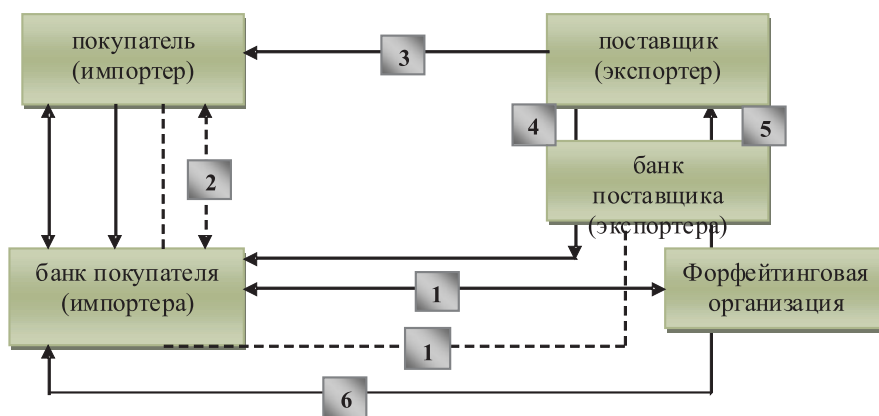 покупатель
(импортер)
3
поставщик
(экспортер)
4
5
банк
поставщика
(экспортера)
2
банк покупателя
(импортера)
1
Форфейтинговая
организация
1
6